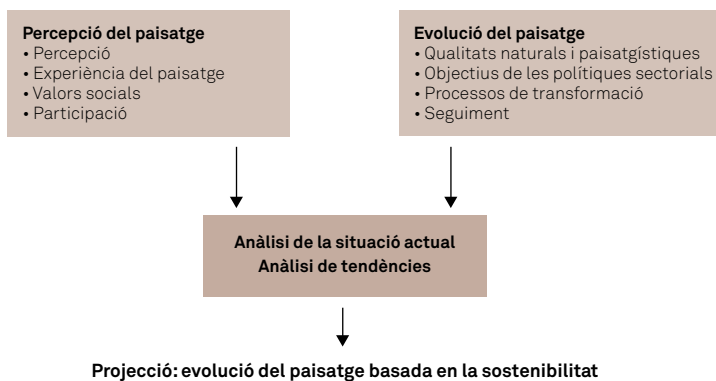 Percepció del paisatge
• Percepció
• Experiència del paisatge
• Valors socials
• Participació
Evolució del paisatge
• Qualitats naturals i paisatgístiques
• Objectius de les polítiques sectorials
• Processos de transformació
• Seguiment
Anàlisi de la situació actual
Anàlisi de tendències
Projecció: evolució del paisatge basada en la sostenibilitat